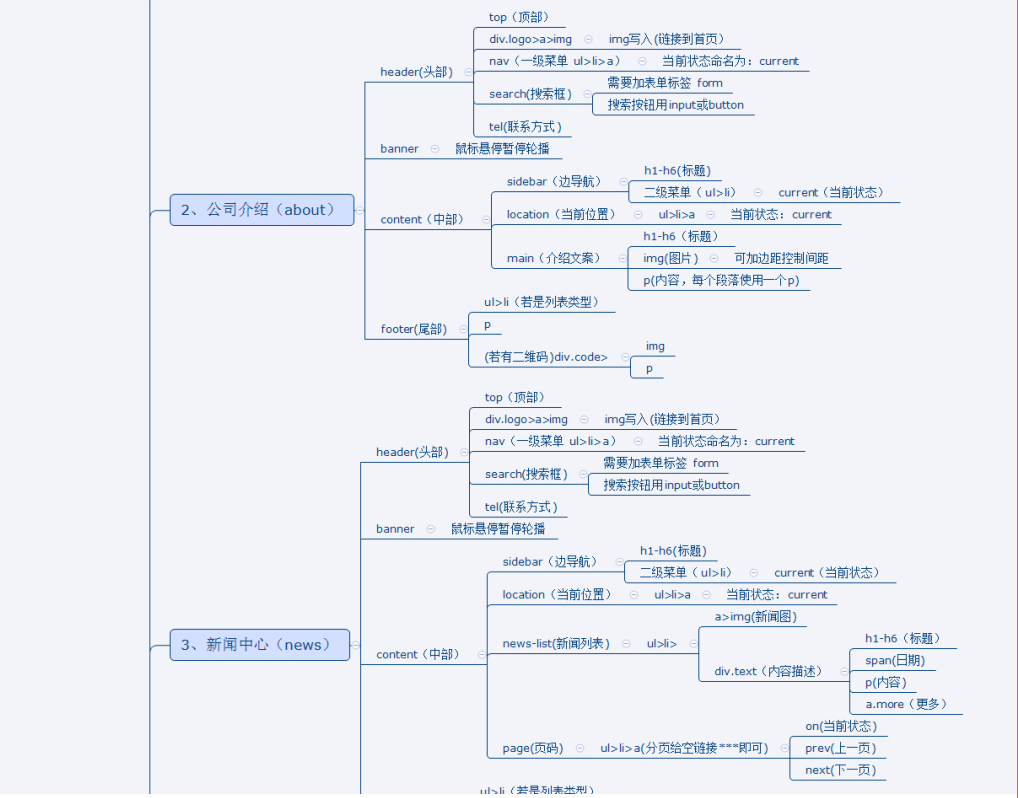 top（顶部）
div.logo>a>img
img写入(链接到首页）
nav（一级菜单 ul>li>a）
当前状态命名为：current
header(头部)
search(搜索框)
需要加表单标签 form
搜索按钮用input或button
tel(联系方式)
banner
鼠标悬停暂停轮播
2、公司介绍（about）
content（中部）
sidebar（边导航）
h1-h6(标题)
二级菜单（ ul>li）
current（当前状态）
location（当前位置）
ul>li>a
当前状态：current
main（介绍文案）
h1-h6（标题）
img(图片)
可加边距控制间距
p(内容，每个段落使用一个p)
footer(尾部)
ul>li（若是列表类型）
p
(若有二维码)div.code>
img
p
top（顶部）
div.logo>a>img
img写入(链接到首页）
nav（一级菜单 ul>li>a）
当前状态命名为：current
header(头部)
search(搜索框)
需要加表单标签 form
搜索按钮用input或button
tel(联系方式)
banner
鼠标悬停暂停轮播
3、新闻中心（news）
content（中部）
sidebar（边导航）
h1-h6(标题)
二级菜单（ ul>li）
current（当前状态）
location（当前位置）
ul>li>a
当前状态：current
news-list(新闻列表)
ul>li>
a>img(新闻图)
div.text（内容描述）
h1-h6（标题）
span(日期)
p(内容)
a.more（更多）
page(页码)
ul>li>a(分页给空链接***即可)
on(当前状态)
prev(上一页)
next(下一页)
ul>li（若是列表类型）